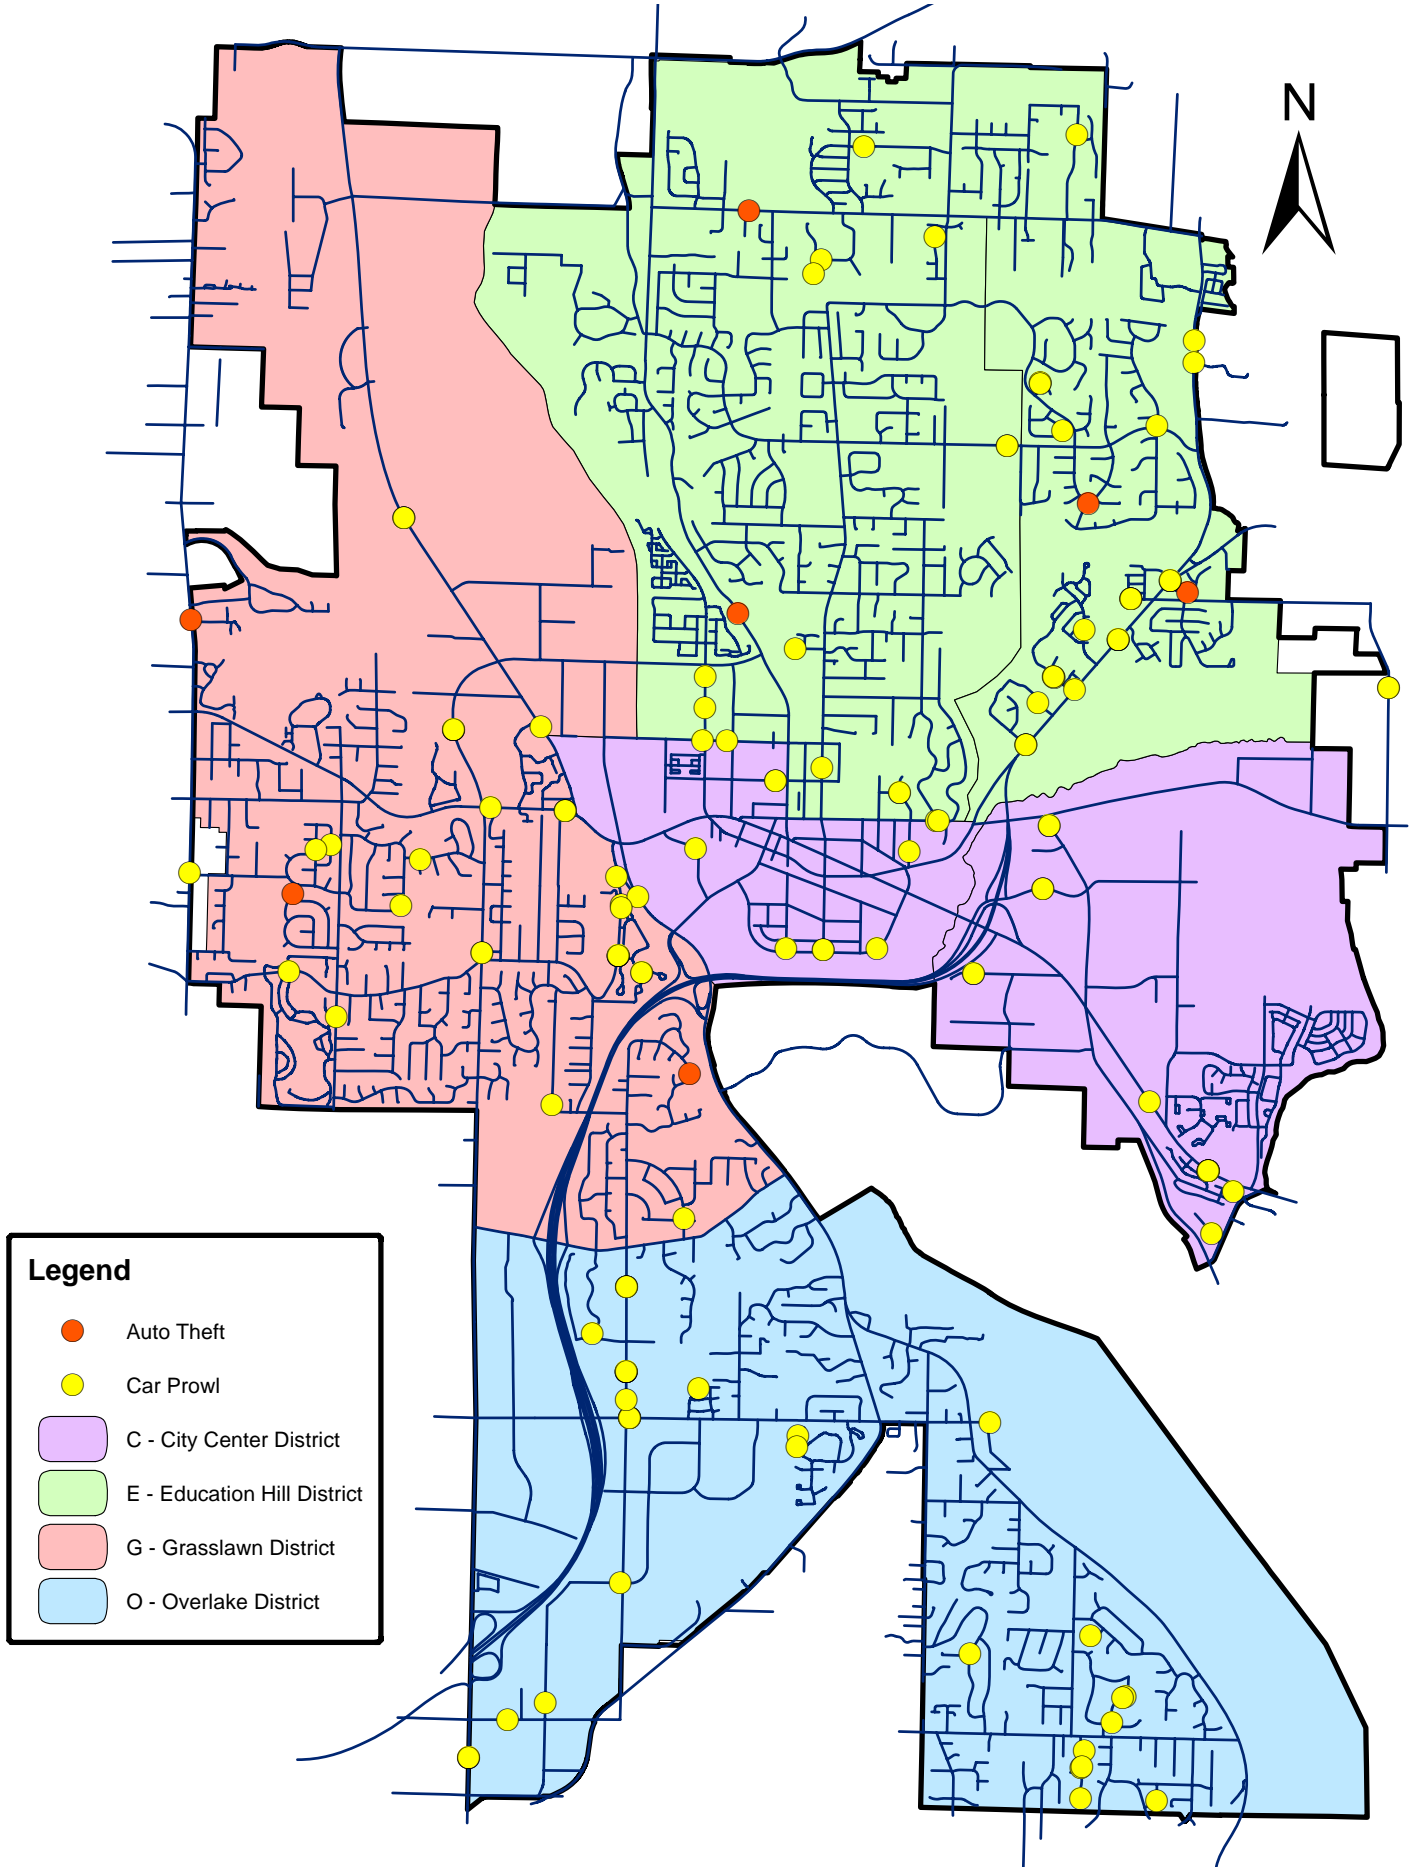 N
Legend
Auto Theft
Car Prowl
C - City Center District
E - Education Hill District
G - Grasslawn District
O - Overlake District